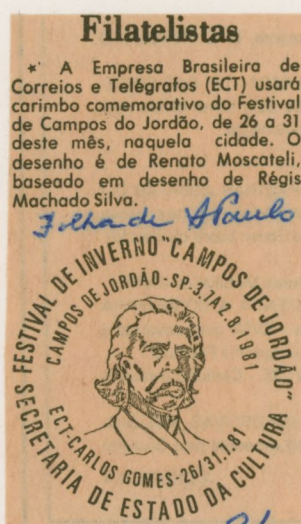 Filatelistas
* A Empresa Brasileira de
Correios e Telégrafos (ECT) usará
carimbo comemorativo do Festival
de Campos do Jordão, de 26 a 31
deste mês, naquela cidade. O
desenho é de Renato Moscateli,
baseado em desenho de Régis
Machado Silva.
Folha de S Paulo
FESTIVAL DE INVERNO "CAMPOS DE JORDÃO"
CAMPOS DE JORDÃO-SP-3.7A2.8.1981
ECT-CARLOS GOMES-26/31.7.81
SECRETARIA DE ESTADO DA CULTURA